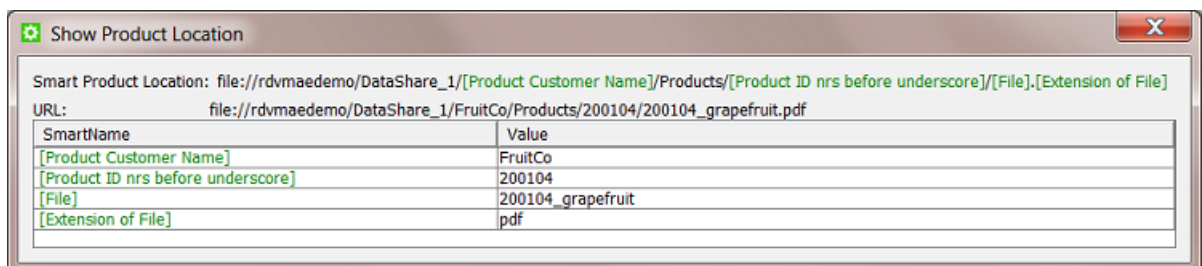 Show Product Location
Smart Product Location: file://rdvmaedemo/DataShare_1/[Product Customer Name]/Products/[Product ID nrs before underscore]/[File].[Extension of File]
URL: file://rdvmaedemo/DataShare_1/FruitCo/Products/200104/200104_grapefruit.pdf
SmartName Value
[Product Customer Name] FruitCo
[Product ID nrs before underscore] 200104
[File] 200104_grapefruit
[Extension of File] pdf